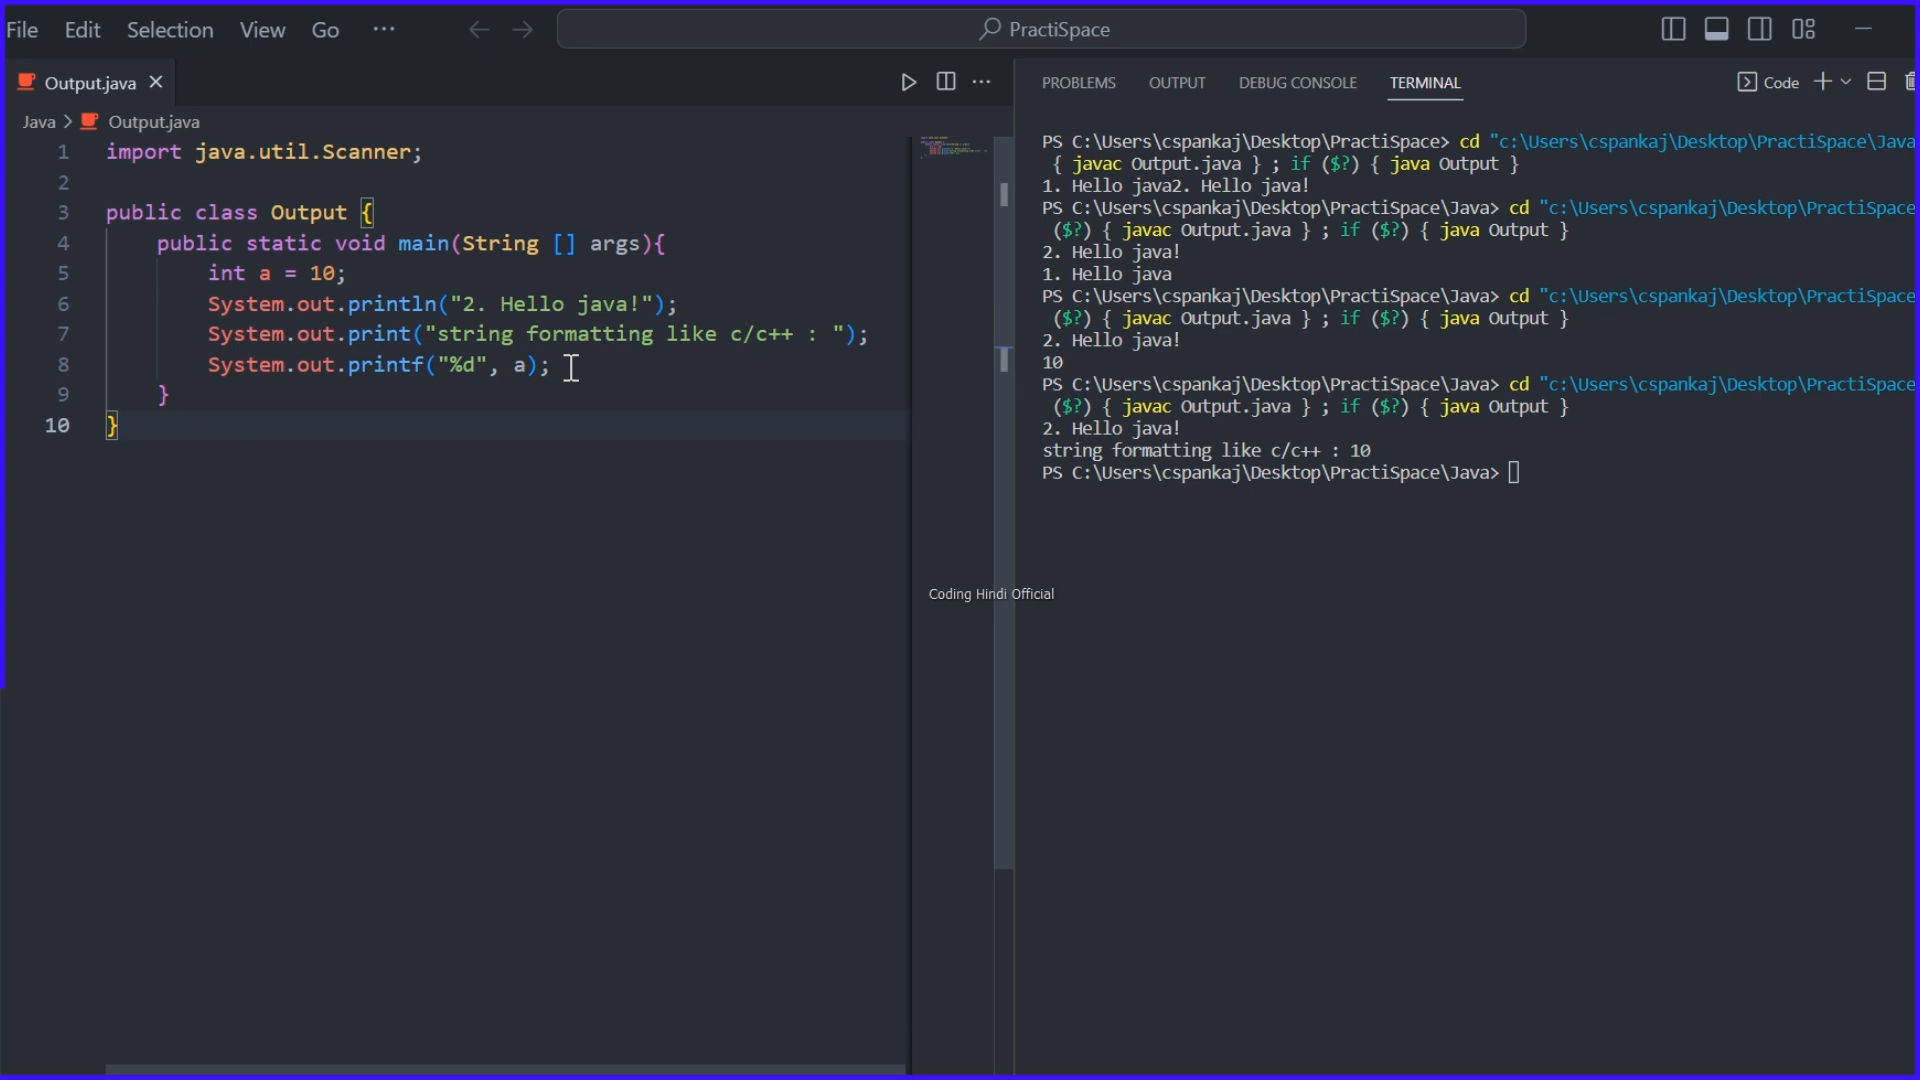 File Edit Selection View Go ··· PractiSpace
Output.java
Java > Output.java
1 import java.util.Scanner;
2
3 public class Output {
4 public static void main(String [] args){
5 int a = 10;
6 System.out.println("2. Hello java!");
7 System.out.print("string formatting like c/c++ : ");
8 System.out.printf("%d", a);
9 }
10 }
PROBLEMS OUTPUT DEBUG CONSOLE TERMINAL Code
PS C:\Users\cspankaj\Desktop\PractiSpace> cd "c:\Users\cspankaj\Desktop\PractiSpace\Java
{ javac Output.java } ; if ($?) { java Output }
1. Hello java2. Hello java!
PS C:\Users\cspankaj\Desktop\PractiSpace\Java> cd "c:\Users\cspankaj\Desktop\PractiSpace
($?) { javac Output.java } ; if ($?) { java Output }
2. Hello java!
1. Hello java
PS C:\Users\cspankaj\Desktop\PractiSpace\Java> cd "c:\Users\cspankaj\Desktop\PractiSpace
($?) { javac Output.java } ; if ($?) { java Output }
2. Hello java!
10
PS C:\Users\cspankaj\Desktop\PractiSpace\Java> cd "c:\Users\cspankaj\Desktop\PractiSpace
($?) { javac Output.java } ; if ($?) { java Output }
2. Hello java!
string formatting like c/c++ : 10
PS C:\Users\cspankaj\Desktop\PractiSpace\Java>
Coding Hindi Official